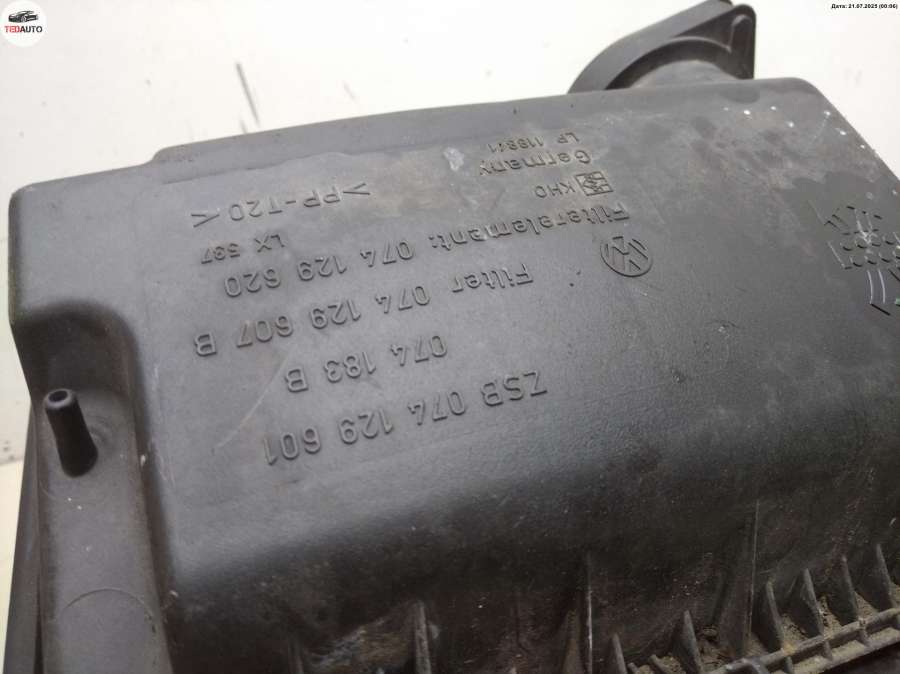 TEDAUTO
Дата: 21.07.2025 (00:06)
ZSB 074 129 601
074 183 B
Filter 074 129 607 B
Filterelement: 074 129 620
LX 587
KHO
>PP-T20<
Germany
LP 118841